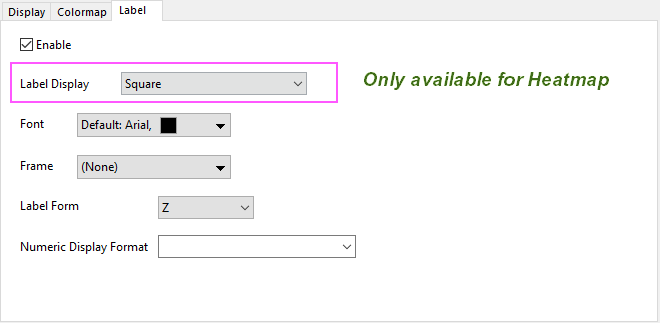 Display Colormap Label
Enable
Label Display Square Only available for Heatmap
Font Default: Arial,
Frame (None)
Label Form Z
Numeric Display Format